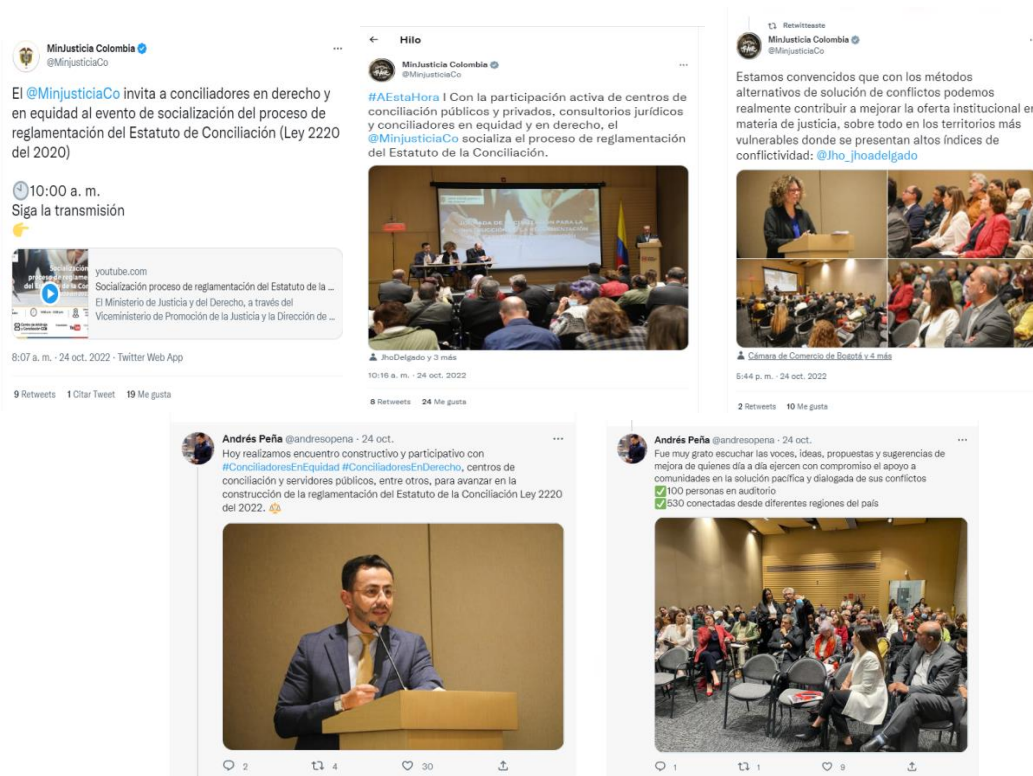 MinJusticia Colombia
@MinjusticiaCo
El @MinjusticiaCo invita a conciliadores en derecho y
en equidad al evento de socialización del proceso de
reglamentación del Estatuto de Conciliación (Ley 2220
del 2020)
10:00 a. m.
Siga la transmisión
Socialización
youtube.com
Socialización proceso de reglamentación del Estatuto de la ...
El Ministerio de Justicia y del Derecho, a través del
Viceministerio de Promoción de la Justicia y la Dirección de ...
8:07 a. m. · 24 oct. 2022 · Twitter Web App
9 Retweets 1 Citar Tweet 19 Me gusta
Hilo
MinJusticia Colombia
@MinjusticiaCo
#AEstaHora I Con la participación activa de centros de
conciliación públicos y privados, consultorios jurídicos
y conciliadores en equidad y en derecho, el
@MinjusticiaCo socializa el proceso de reglamentación
del Estatuto de la Conciliación.
JhoDelgado y 3 más
10:16 a. m. · 24 oct. 2022
8 Retweets 24 Me gusta
Retwitteaste
MinJusticia Colombia
@MinjusticiaCo
Estamos convencidos que con los métodos
alternativos de solución de conflictos podemos
realmente contribuir a mejorar la oferta institucional en
materia de justicia, sobre todo en los territorios más
vulnerables donde se presentan altos índices de
conflictividad: @Jho_jhoadelgado
Cámara de Comercio de Bogotá y 4 más
5:44 p. m. · 24 oct. 2022
2 Retweets 10 Me gusta
Andrés Peña @andresopena · 24 oct.
Hoy realizamos encuentro constructivo y participativo con
#ConciliadoresEnEquidad #ConciliadoresEnDerecho, centros de
conciliación y servidores públicos, entre otros, para avanzar en la
construcción de la reglamentación del Estatuto de la Conciliación Ley 2220
del 2022.
2 4 30
Andrés Peña @andresopena · 24 oct.
Fue muy grato escuchar las voces, ideas, propuestas y sugerencias de
mejora de quienes día a día ejercen con compromiso el apoyo a
comunidades en la solución pacífica y dialogada de sus conflictos
100 personas en auditorio
530 conectadas desde diferentes regiones del país
1 1 9